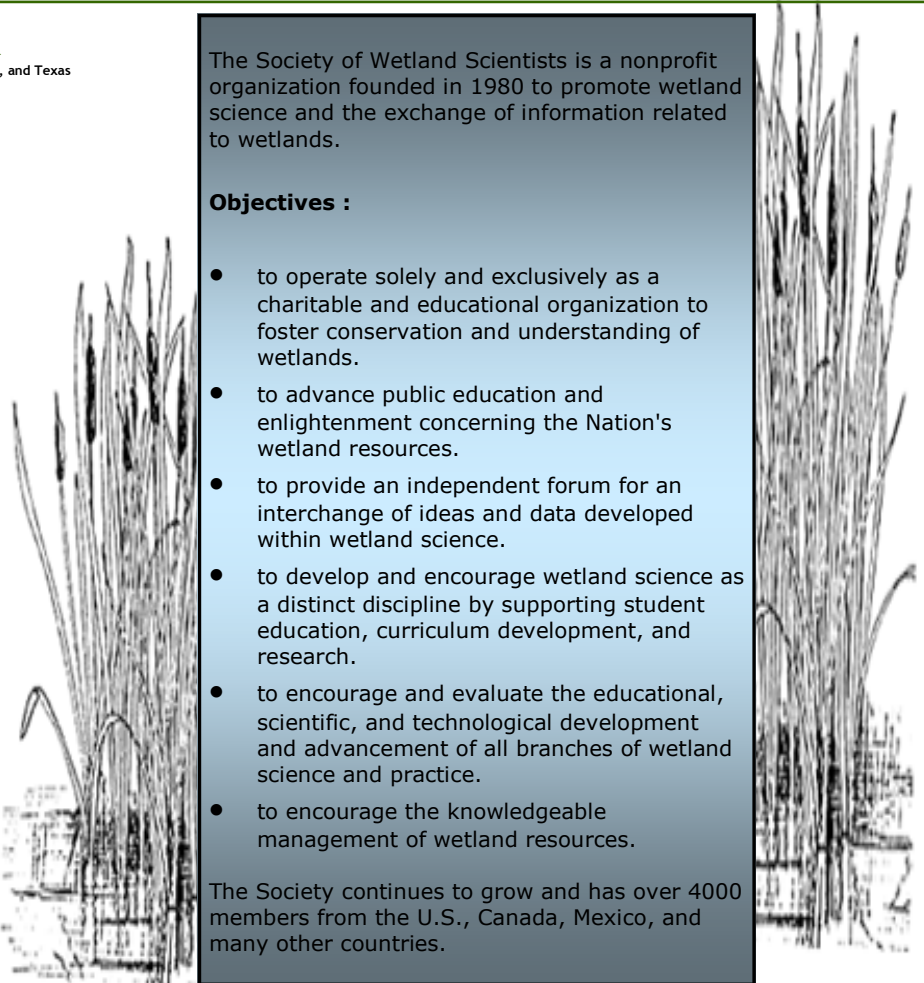 , and Texas
The Society of Wetland Scientists is a nonprofit
organization founded in 1980 to promote wetland
science and the exchange of information related
to wetlands.
Objectives :
• to operate solely and exclusively as a
charitable and educational organization to
foster conservation and understanding of
wetlands.
• to advance public education and
enlightenment concerning the Nation's
wetland resources.
• to provide an independent forum for an
interchange of ideas and data developed
within wetland science.
• to develop and encourage wetland science as
a distinct discipline by supporting student
education, curriculum development, and
research.
• to encourage and evaluate the educational,
scientific, and technological development
and advancement of all branches of wetland
science and practice.
• to encourage the knowledgeable
management of wetland resources.
The Society continues to grow and has over 4000
members from the U.S., Canada, Mexico, and
many other countries.